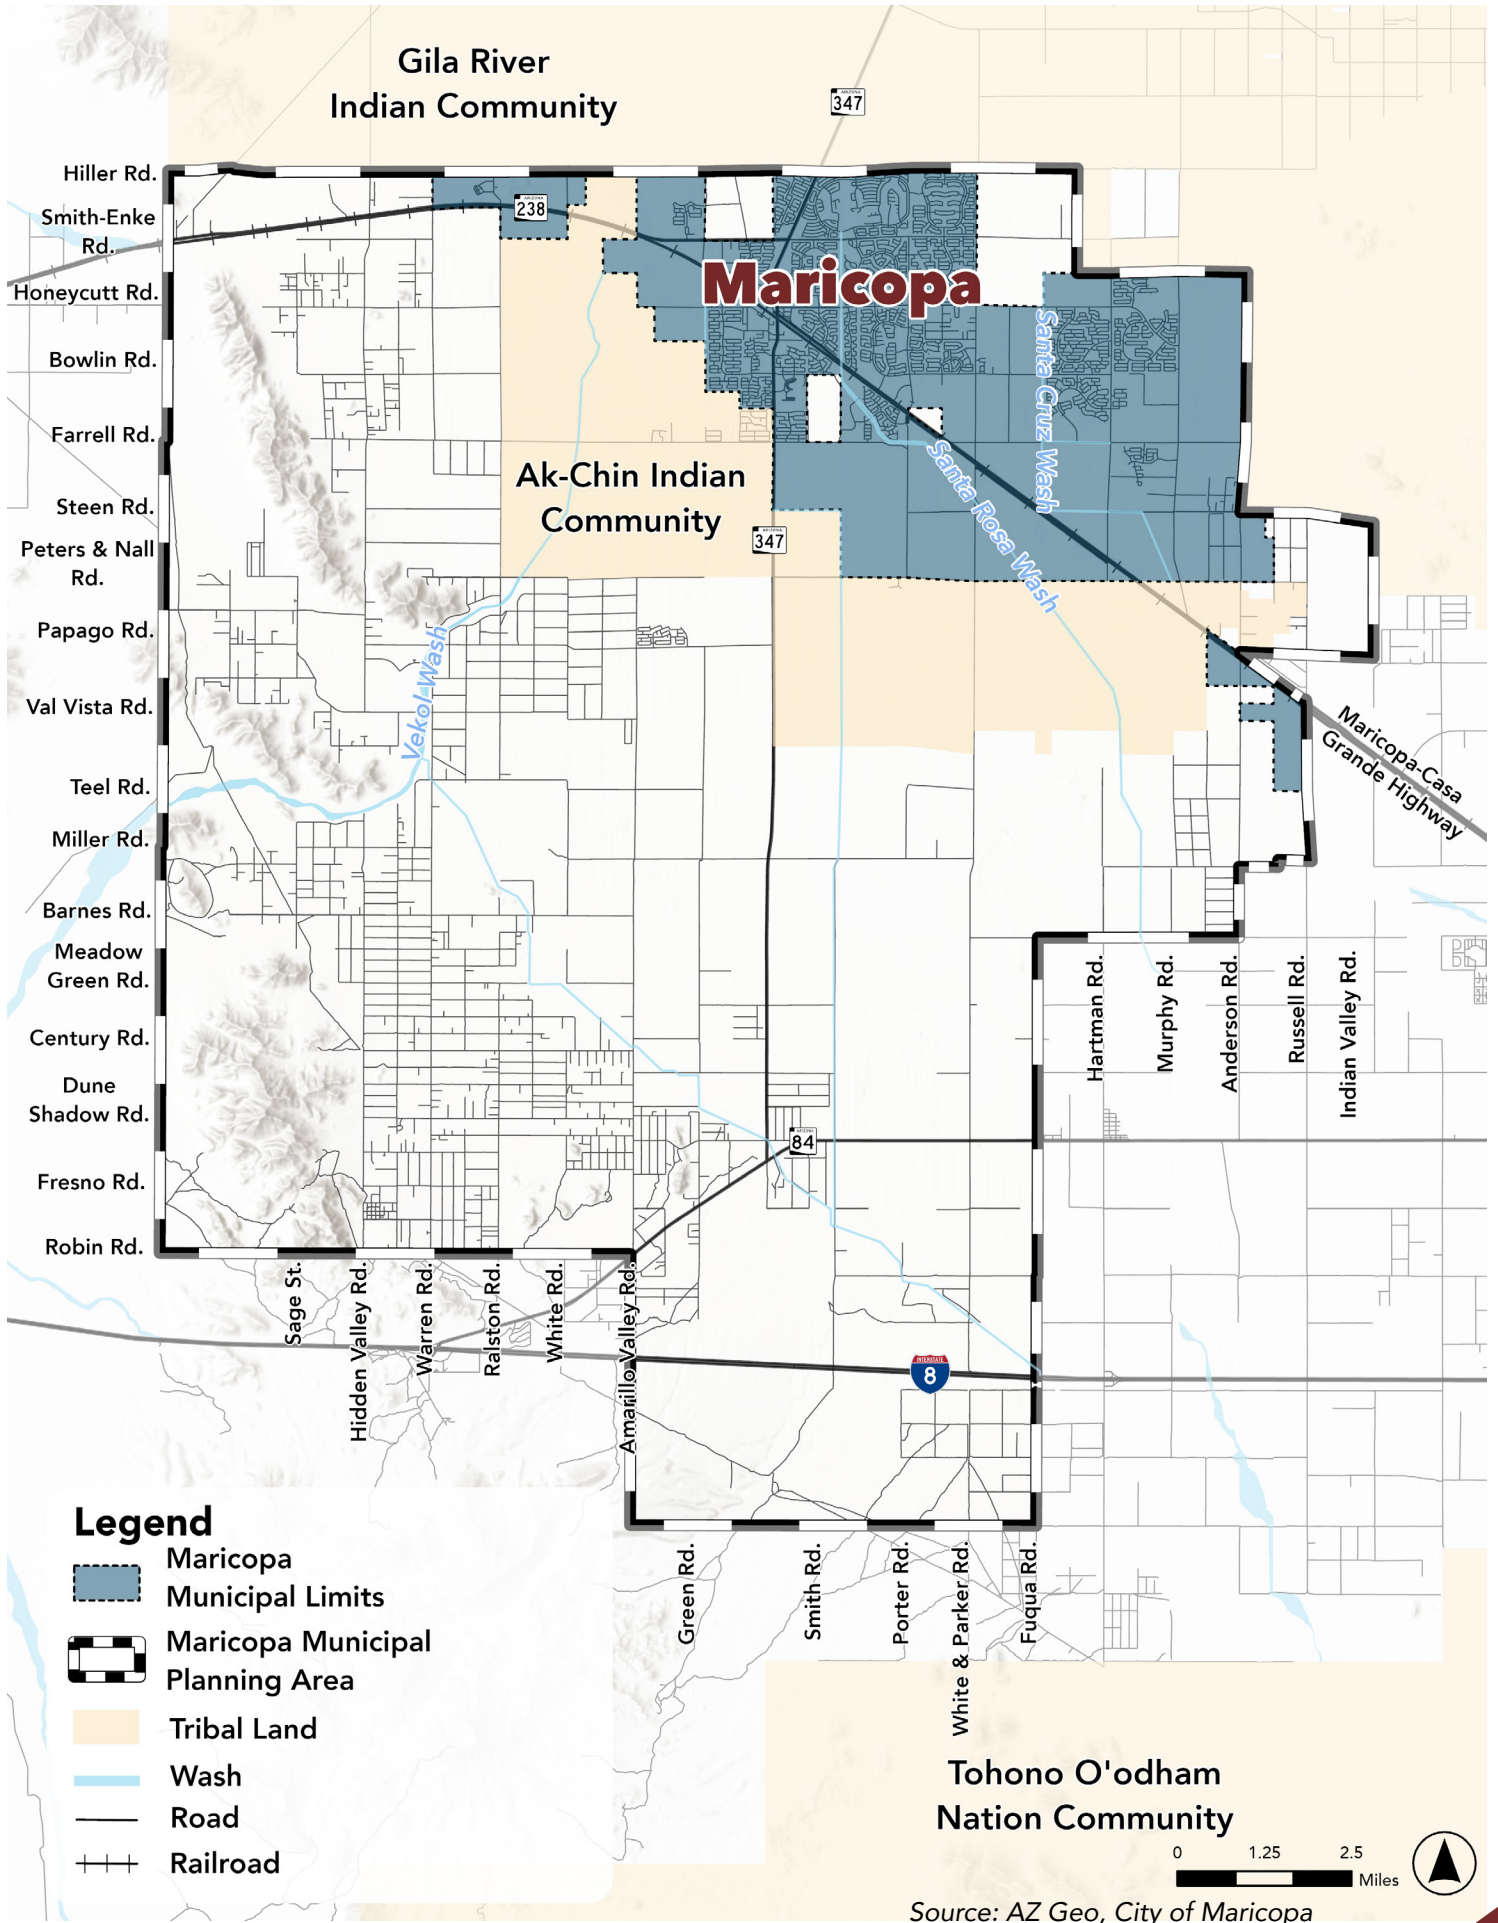 Gila River
Indian Community
ARIZONA
347
Hiller Rd.
Smith-Enke
Rd.
ARIZONA
238
Maricopa
Honeycutt Rd.
Bowlin Rd.
Santa Cruz Wash
Farrell Rd.
Ak-Chin Indian
Community
Santa Rosa Wash
Steen Rd.
ARIZONA
347
Peters & Nall
Rd.
Papago Rd.
Vekol Wash
Val Vista Rd.
Maricopa-Casa
Grande Highway
Teel Rd.
Miller Rd.
Barnes Rd.
Meadow
Green Rd.
Hartman Rd.
Murphy Rd.
Anderson Rd.
Russell Rd.
Indian Valley Rd.
Century Rd.
Dune
Shadow Rd.
ARIZONA
84
Fresno Rd.
Robin Rd.
Sage St.
Hidden Valley Rd.
Warren Rd.
Ralston Rd.
White Rd.
Amarillo Valley Rd.
INTERSTATE
8
Green Rd.
Smith Rd.
Porter Rd.
White & Parker Rd.
Fuqua Rd.
Legend
Maricopa
Municipal Limits
Maricopa Municipal
Planning Area
Tribal Land
Wash
Road
Railroad
Tohono O'odham
Nation Community
0 1.25 2.5
Miles
Source: AZ Geo, City of Maricopa